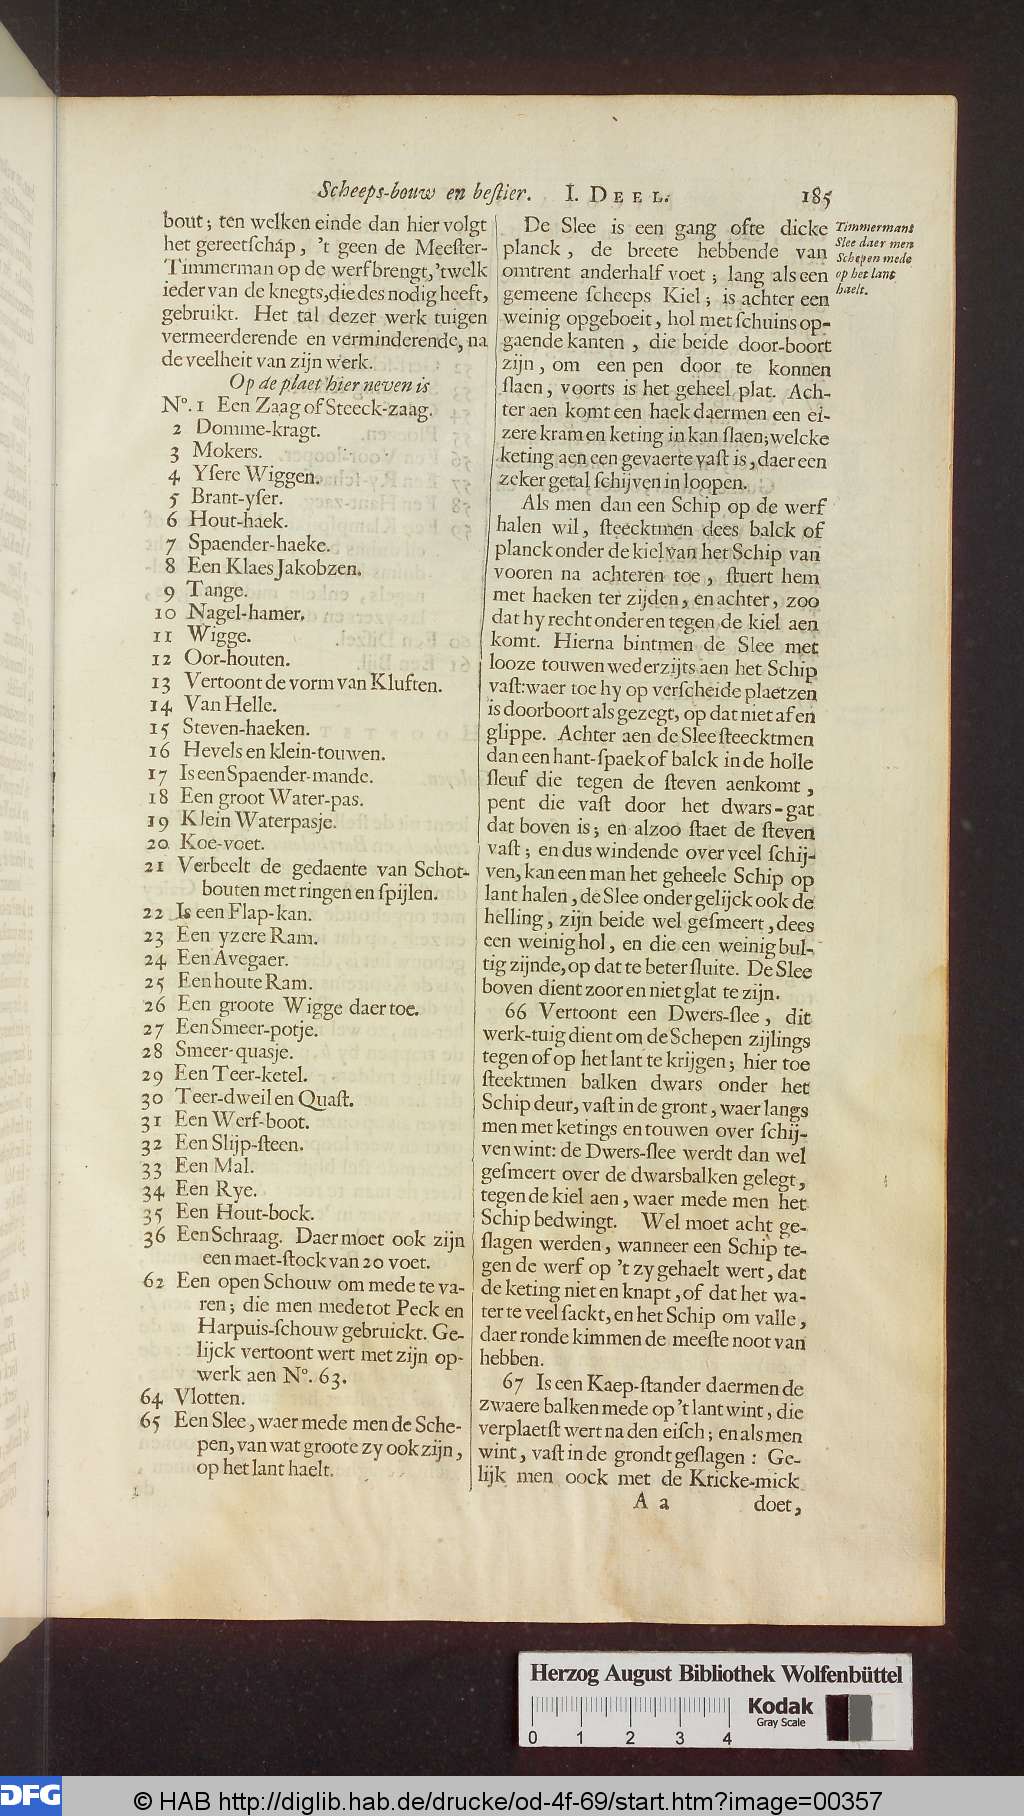 Scheeps-bouw en beſtier. I. DEEL. 185
bout; ten welken einde dan hier volgt
het gereetſchap, 't geen de Meeſter-
Timmerman op de werf brengt, 'twelk
ieder van de knegts, die des nodig heeft,
gebruikt. Het tal dezer werk tuigen
vermeerderende en verminderende, na
de veelheit van zijn werk.
Op de plaet hier neven is
N°. 1 Een Zaag of Steeck-zaag.
2 Domme-kragt.
3 Mokers.
4 Yſere Wiggen.
5 Brant-yſer.
6 Hout-haek.
7 Spaender-haeke.
8 Een Klaes Jakobzen.
9 Tange.
10 Nagel-hamer.
11 Wigge.
12 Oor-houten.
13 Vertoont de vorm van Kluften.
14 Van Helle.
15 Steven-haeken.
16 Hevels en klein-touwen.
17 Is een Spaender-mande.
18 Een groot Water-pas.
19 Klein Waterpasje.
20 Koe-voet.
21 Verbeelt de gedaente van Schot-
bouten met ringen en ſpijlen.
22 Is een Flap-kan.
23 Een yzere Ram.
24 Een Avegaer.
25 Een houte Ram.
26 Een groote Wigge daer toe.
27 Een Smeer-potje.
28 Smeer-quasje.
29 Een Teer-ketel.
30 Teer-dweil en Quaſt.
31 Een Werf-boot.
32 Een Slijp-ſteen.
33 Een Mal.
34 Een Rye.
35 Een Hout-bock.
36 Een Schraag. Daer moet ook zijn
een maet-ſtock van 20 voet.
62 Een open Schouw om mede te va-
ren; die men mede tot Peck en
Harpuis-ſchouw gebruickt. Ge-
lijck vertoont wert met zijn op-
werk aen N°. 63.
64 Vlotten.
65 Een Slee, waer mede men de Sche-
pen, van wat groote zy ook zijn,
op het lant haelt.
De Slee is een gang ofte dicke
planck, de breete hebbende van
omtrent anderhalf voet; lang als een
gemeene ſcheeps Kiel; is achter een
weinig opgeboeit, hol met ſchuins op-
gaende kanten, die beide door-boort
zijn, om een pen door te konnen
ſlaen, voorts is het geheel plat. Ach-
ter aen komt een haek daermen een ei-
zere kram en keting in kan ſlaen; welcke
keting aen een gevaerte vaſt is, daer een
zeker getal ſchijven in loopen.
Als men dan een Schip op de werf
halen wil, ſteecktmen dees balck of
planck onder de kiel van het Schip van
vooren na achteren toe, ſtuert hem
met haeken ter zijden, en achter, zoo
dat hy recht onder en tegen de kiel aen
komt. Hierna bintmen de Slee met
looze touwen wederzijts aen het Schip
vaſt: waer toe hy op verſcheide plaetzen
is doorboort als gezegt, op dat niet af en
glippe. Achter aen de Slee ſteecktmen
dan een hant-ſpaek of balck in de holle
ſleuf die tegen de ſteven aenkomt,
pent die vaſt door het dwars-gat
dat boven is; en alzoo ſtaet de ſteven
vaſt; en dus windende over veel ſchij-
ven, kan een man het geheele Schip op
lant halen, de Slee onder gelijck ook de
helling, zijn beide wel geſmeert, dees
een weinig hol, en die een weinig bul-
tig zijnde, op dat te beter ſluite. De Slee
boven dient zoor en niet glat te zijn.
66 Vertoont een Dwers-ſlee, dit
werk-tuig dient om de Schepen zijlings
tegen of op het lant te krijgen; hier toe
ſteektmen balken dwars onder het
Schip deur, vaſt in de gront, waer langs
men met ketings en touwen over ſchij-
ven wint: de Dwers-ſlee werdt dan wel
geſmeert over de dwarsbalken gelegt,
tegen de kiel aen, waer mede men het
Schip bedwingt. Wel moet acht ge-
ſlagen werden, wanneer een Schip te-
gen de werf op 't zy gehaelt wert, dat
de keting niet en knapt, of dat het wa-
ter te veel ſackt, en het Schip om valle,
daer ronde kimmen de meeſte noot van
hebben.
67 Is een Kaep-ſtander daermen de
zwaere balken mede op 't lant wint, die
verplaetſt wert na den eiſch; en als men
wint, vaſt in de grondt geſlagen: Ge-
lijk men oock met de Kricke-mick
A a doet,
Timmermans
Slee daer men
Schepen mede
op het lant
haelt.
Herzog August Bibliothek Wolfenbüttel
0 1 2 3 4
Kodak
Gray Scale
DFG
© HAB http://diglib.hab.de/drucke/od-4f-69/start.htm?image=00357